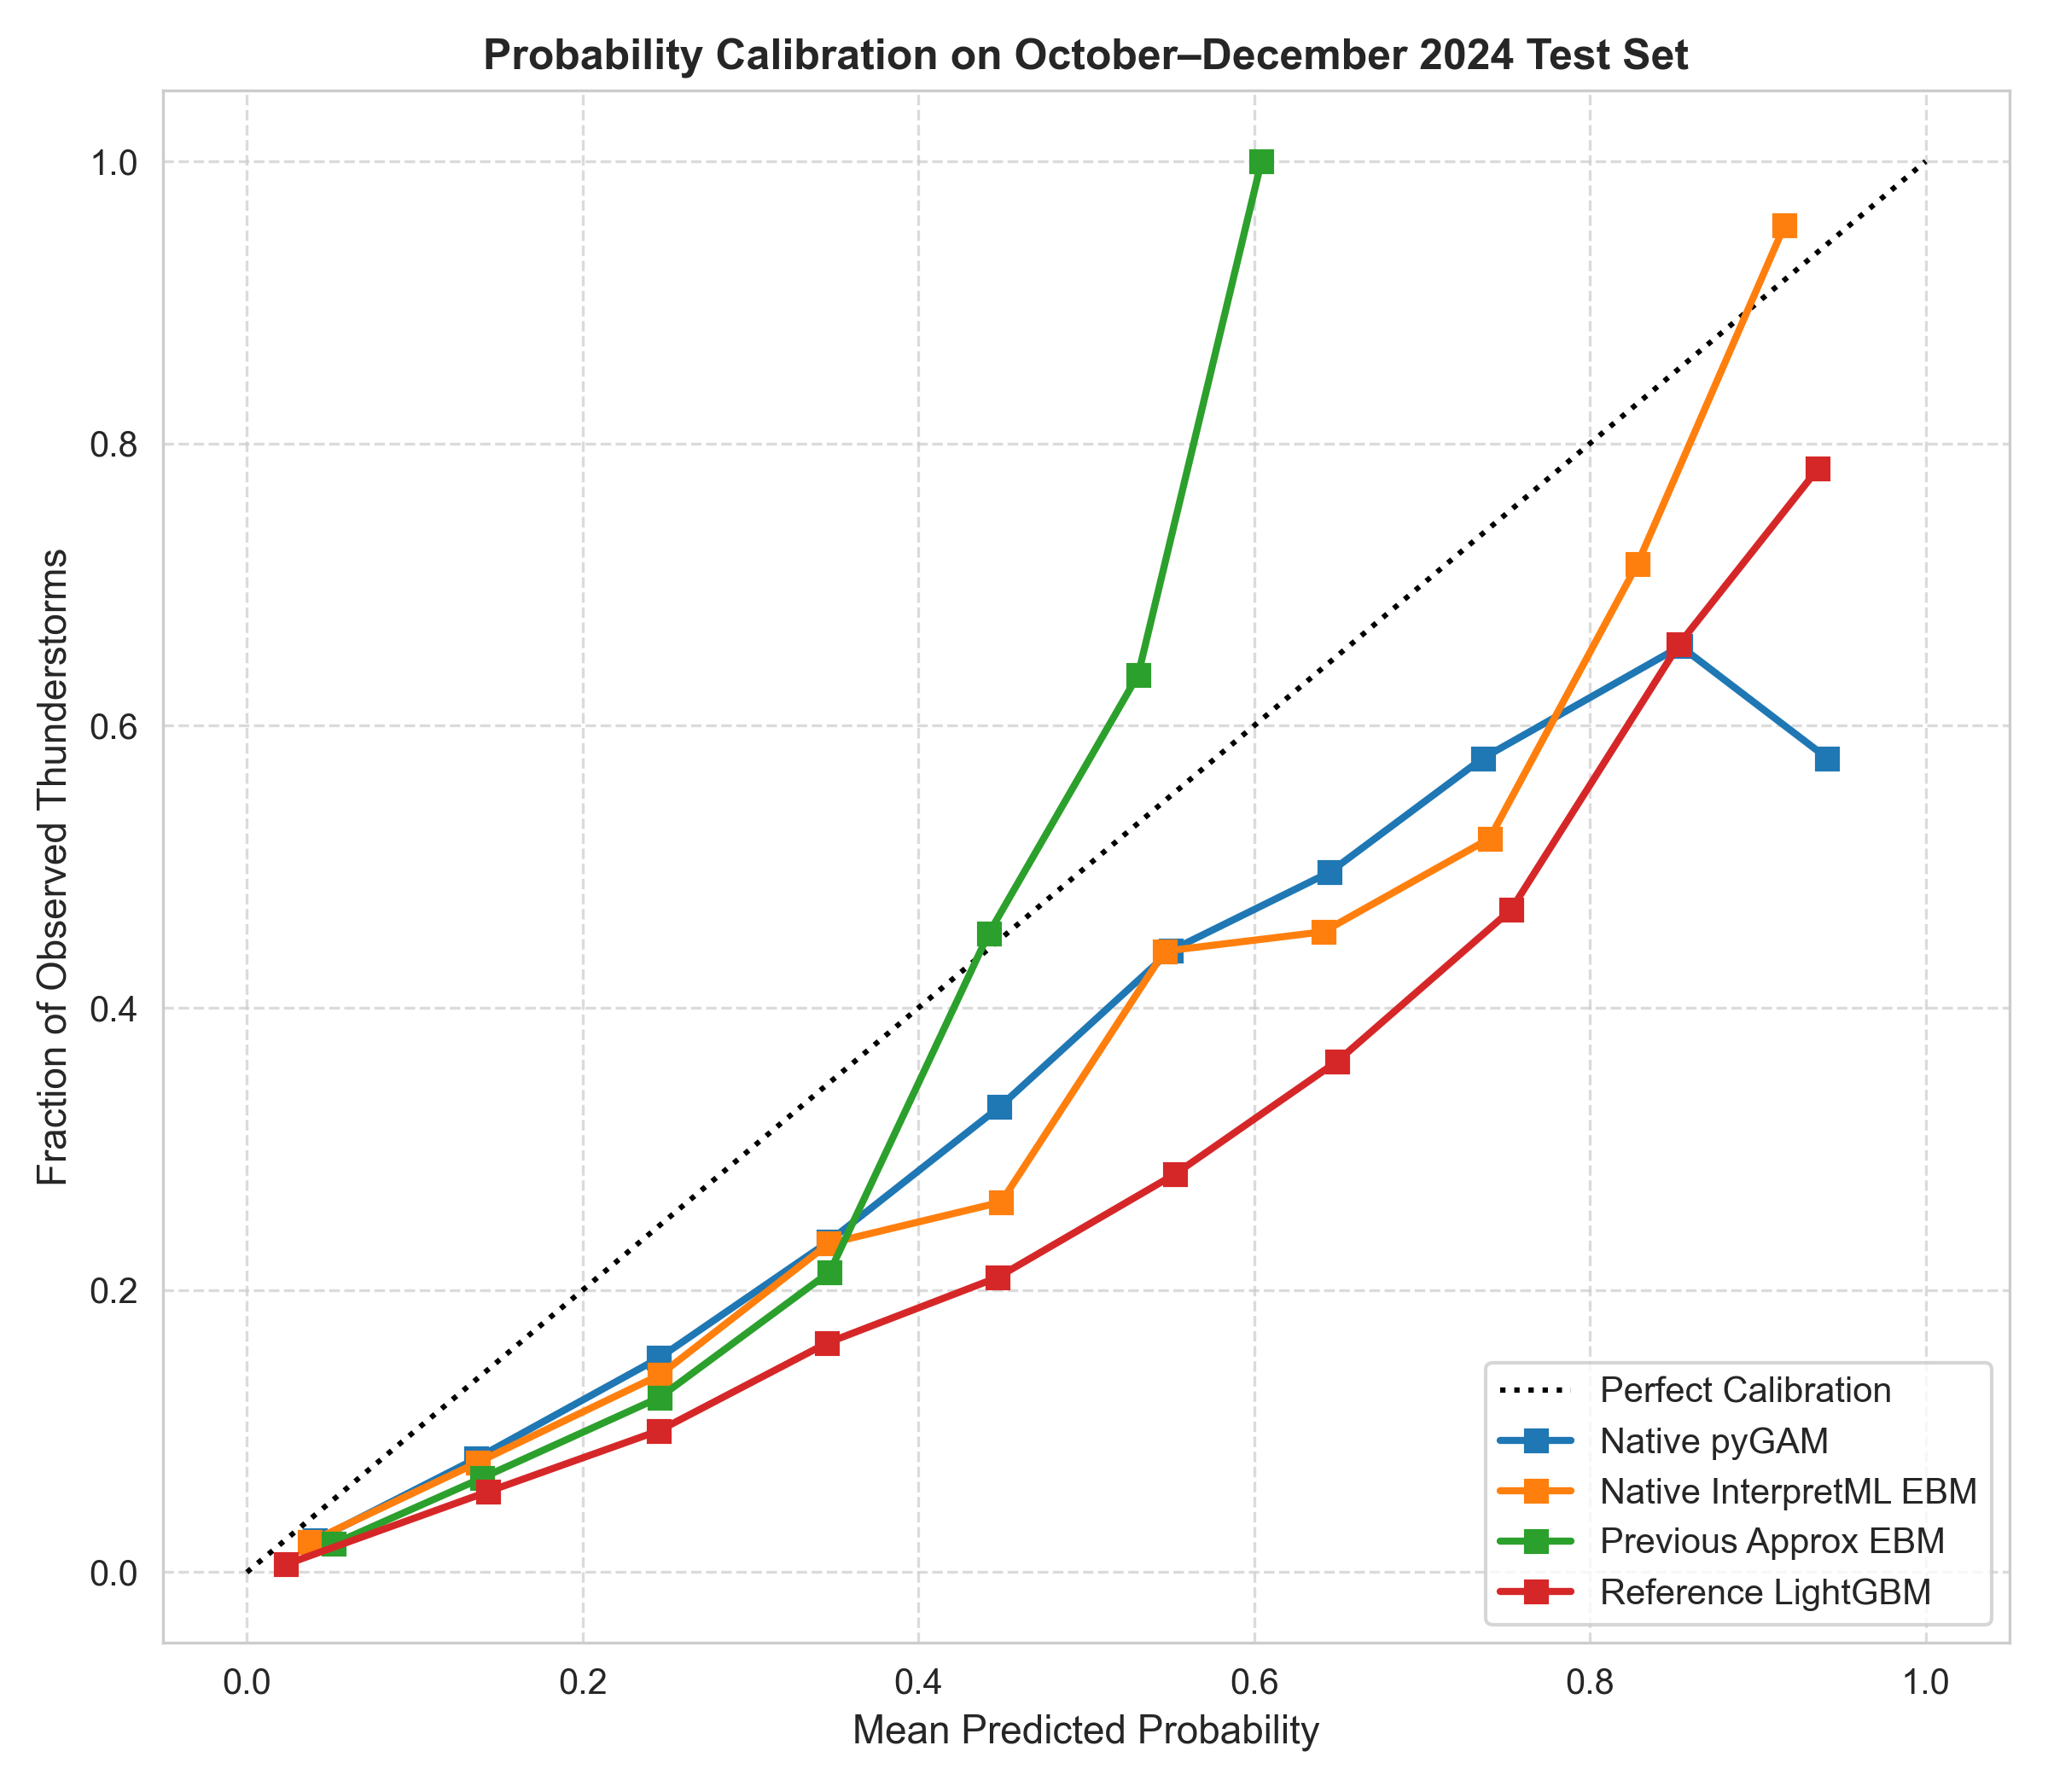 Probability Calibration on October–December 2024 Test Set
1.0
0.8
0.6
0.4
0.2
0.0
Fraction of Observed Thunderstorms
0.0 0.2 0.4 0.6 0.8 1.0
Mean Predicted Probability
Perfect Calibration
Native pyGAM
Native InterpretML EBM
Previous Approx EBM
Reference LightGBM